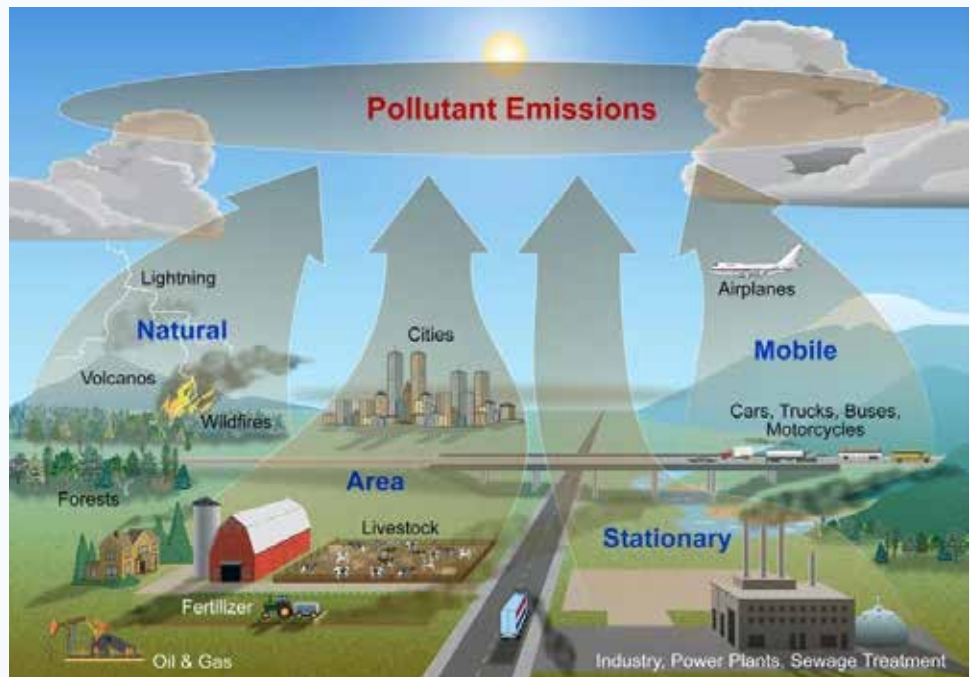 Pollutant Emissions
Lightning
Natural
Volcanos
Wildfires
Forests
Cities
Area
Livestock
Fertilizer
Oil & Gas
Airplanes
Mobile
Cars, Trucks, Buses,
Motorcycles
Stationary
Industry, Power Plants, Sewage Treatment